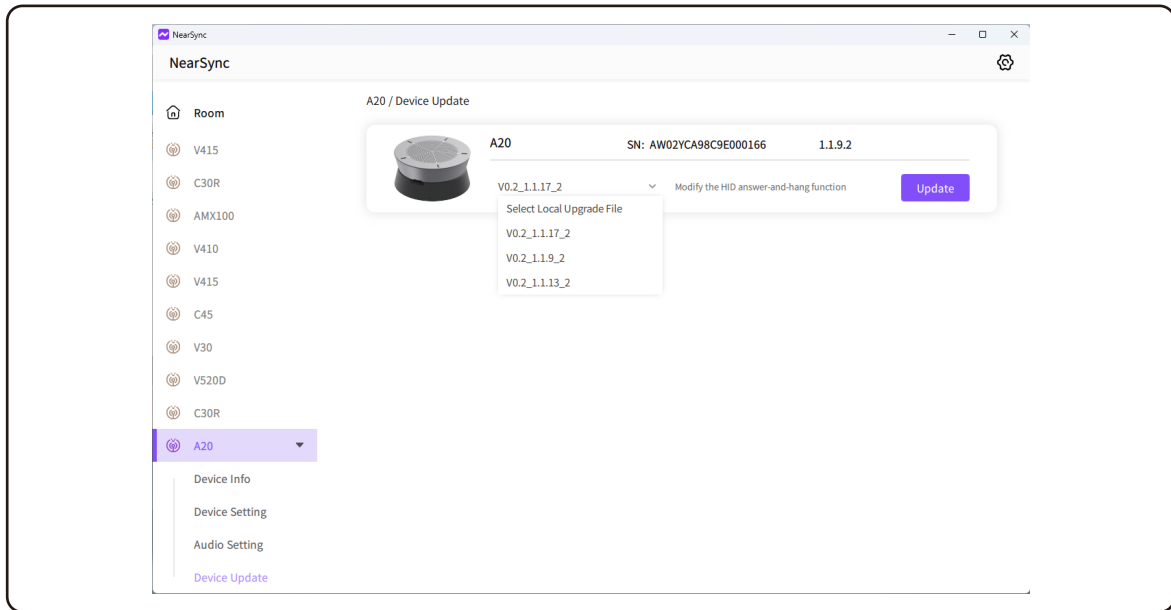 NearSync
NearSync
Room
V415
C30R
AMX100
V410
V415
C45
V30
V520D
C30R
A20
Device Info
Device Setting
Audio Setting
Device Update
A20 / Device Update
A20 SN: AW02YCA98C9E000166 1.1.9.2
V0.2_1.1.17_2 Modify the HID answer-and-hang function Update
Select Local Upgrade File
V0.2_1.1.17_2
V0.2_1.1.9_2
V0.2_1.1.13_2